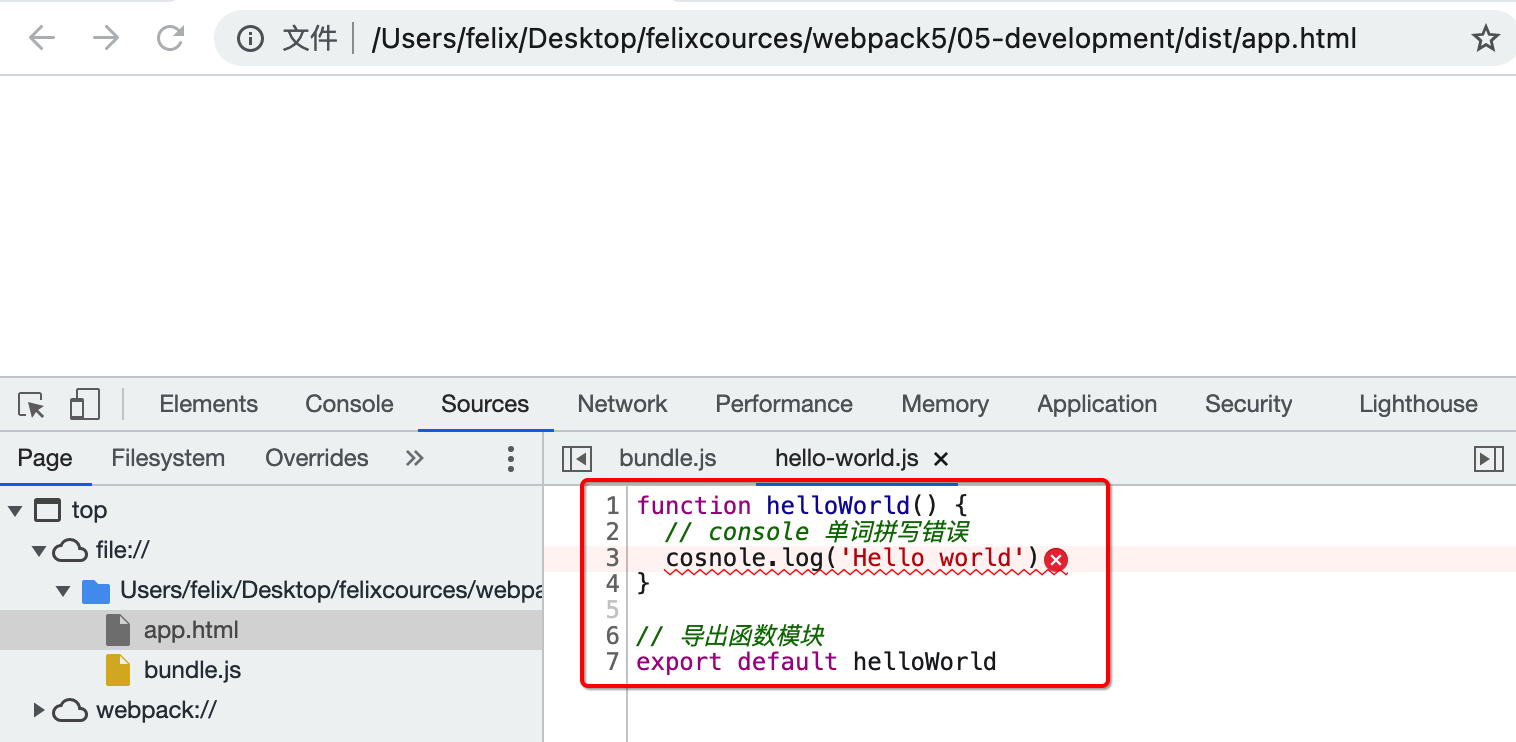 文件 /Users/felix/Desktop/felixcources/webpack5/05-development/dist/app.html
Elements Console Sources Network Performance Memory Application Security Lighthouse
Page Filesystem Overrides »
bundle.js hello-world.js ×
top
file://
Users/felix/Desktop/felixcources/webpa
app.html
bundle.js
webpack://
1 function helloWorld() {
2 // console 单词拼写错误
3 cosnole.log('Hello world')
4 }
5
6 // 导出函数模块
7 export default helloWorld